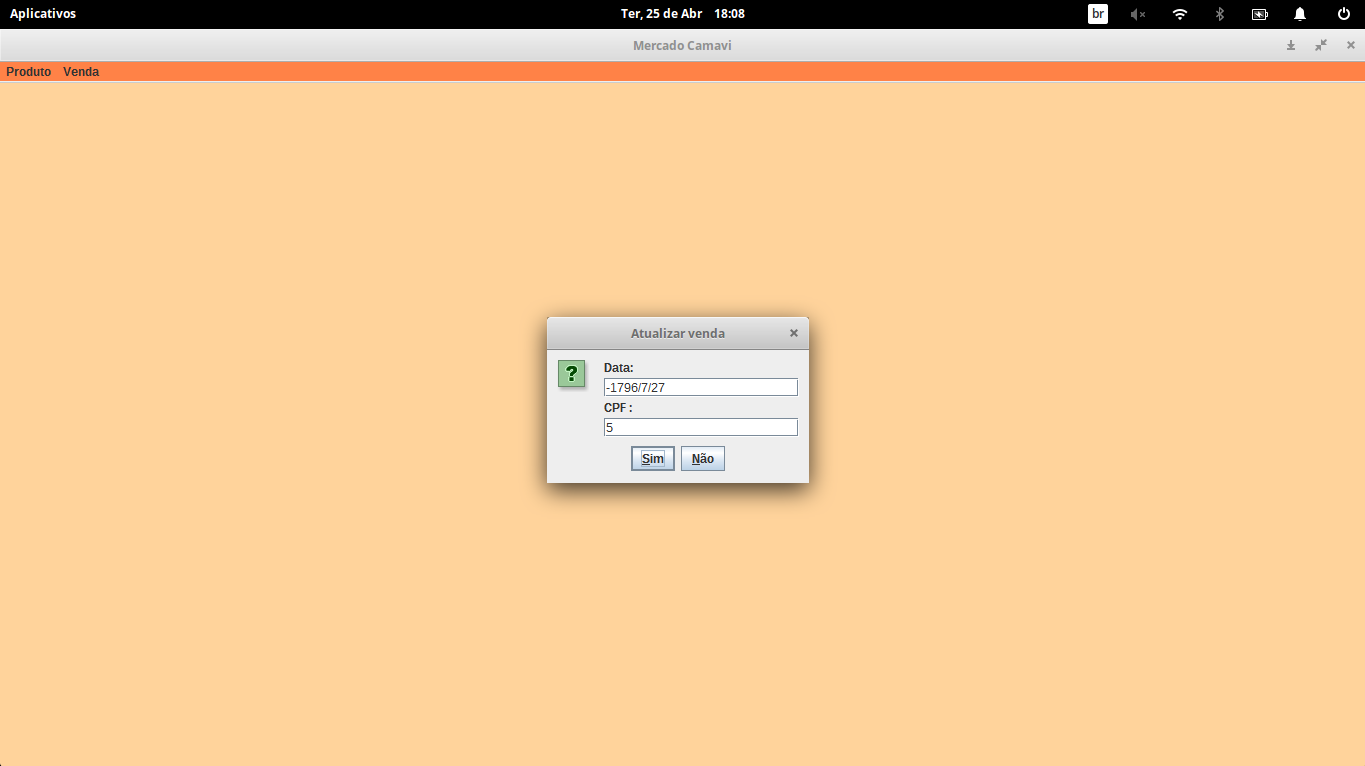 Aplicativos Ter, 25 de Abr 18:08 br
Mercado Camavi
Produto Venda
Atualizar venda
?
Data:
-1796/7/27
CPF :
5
Sim Não